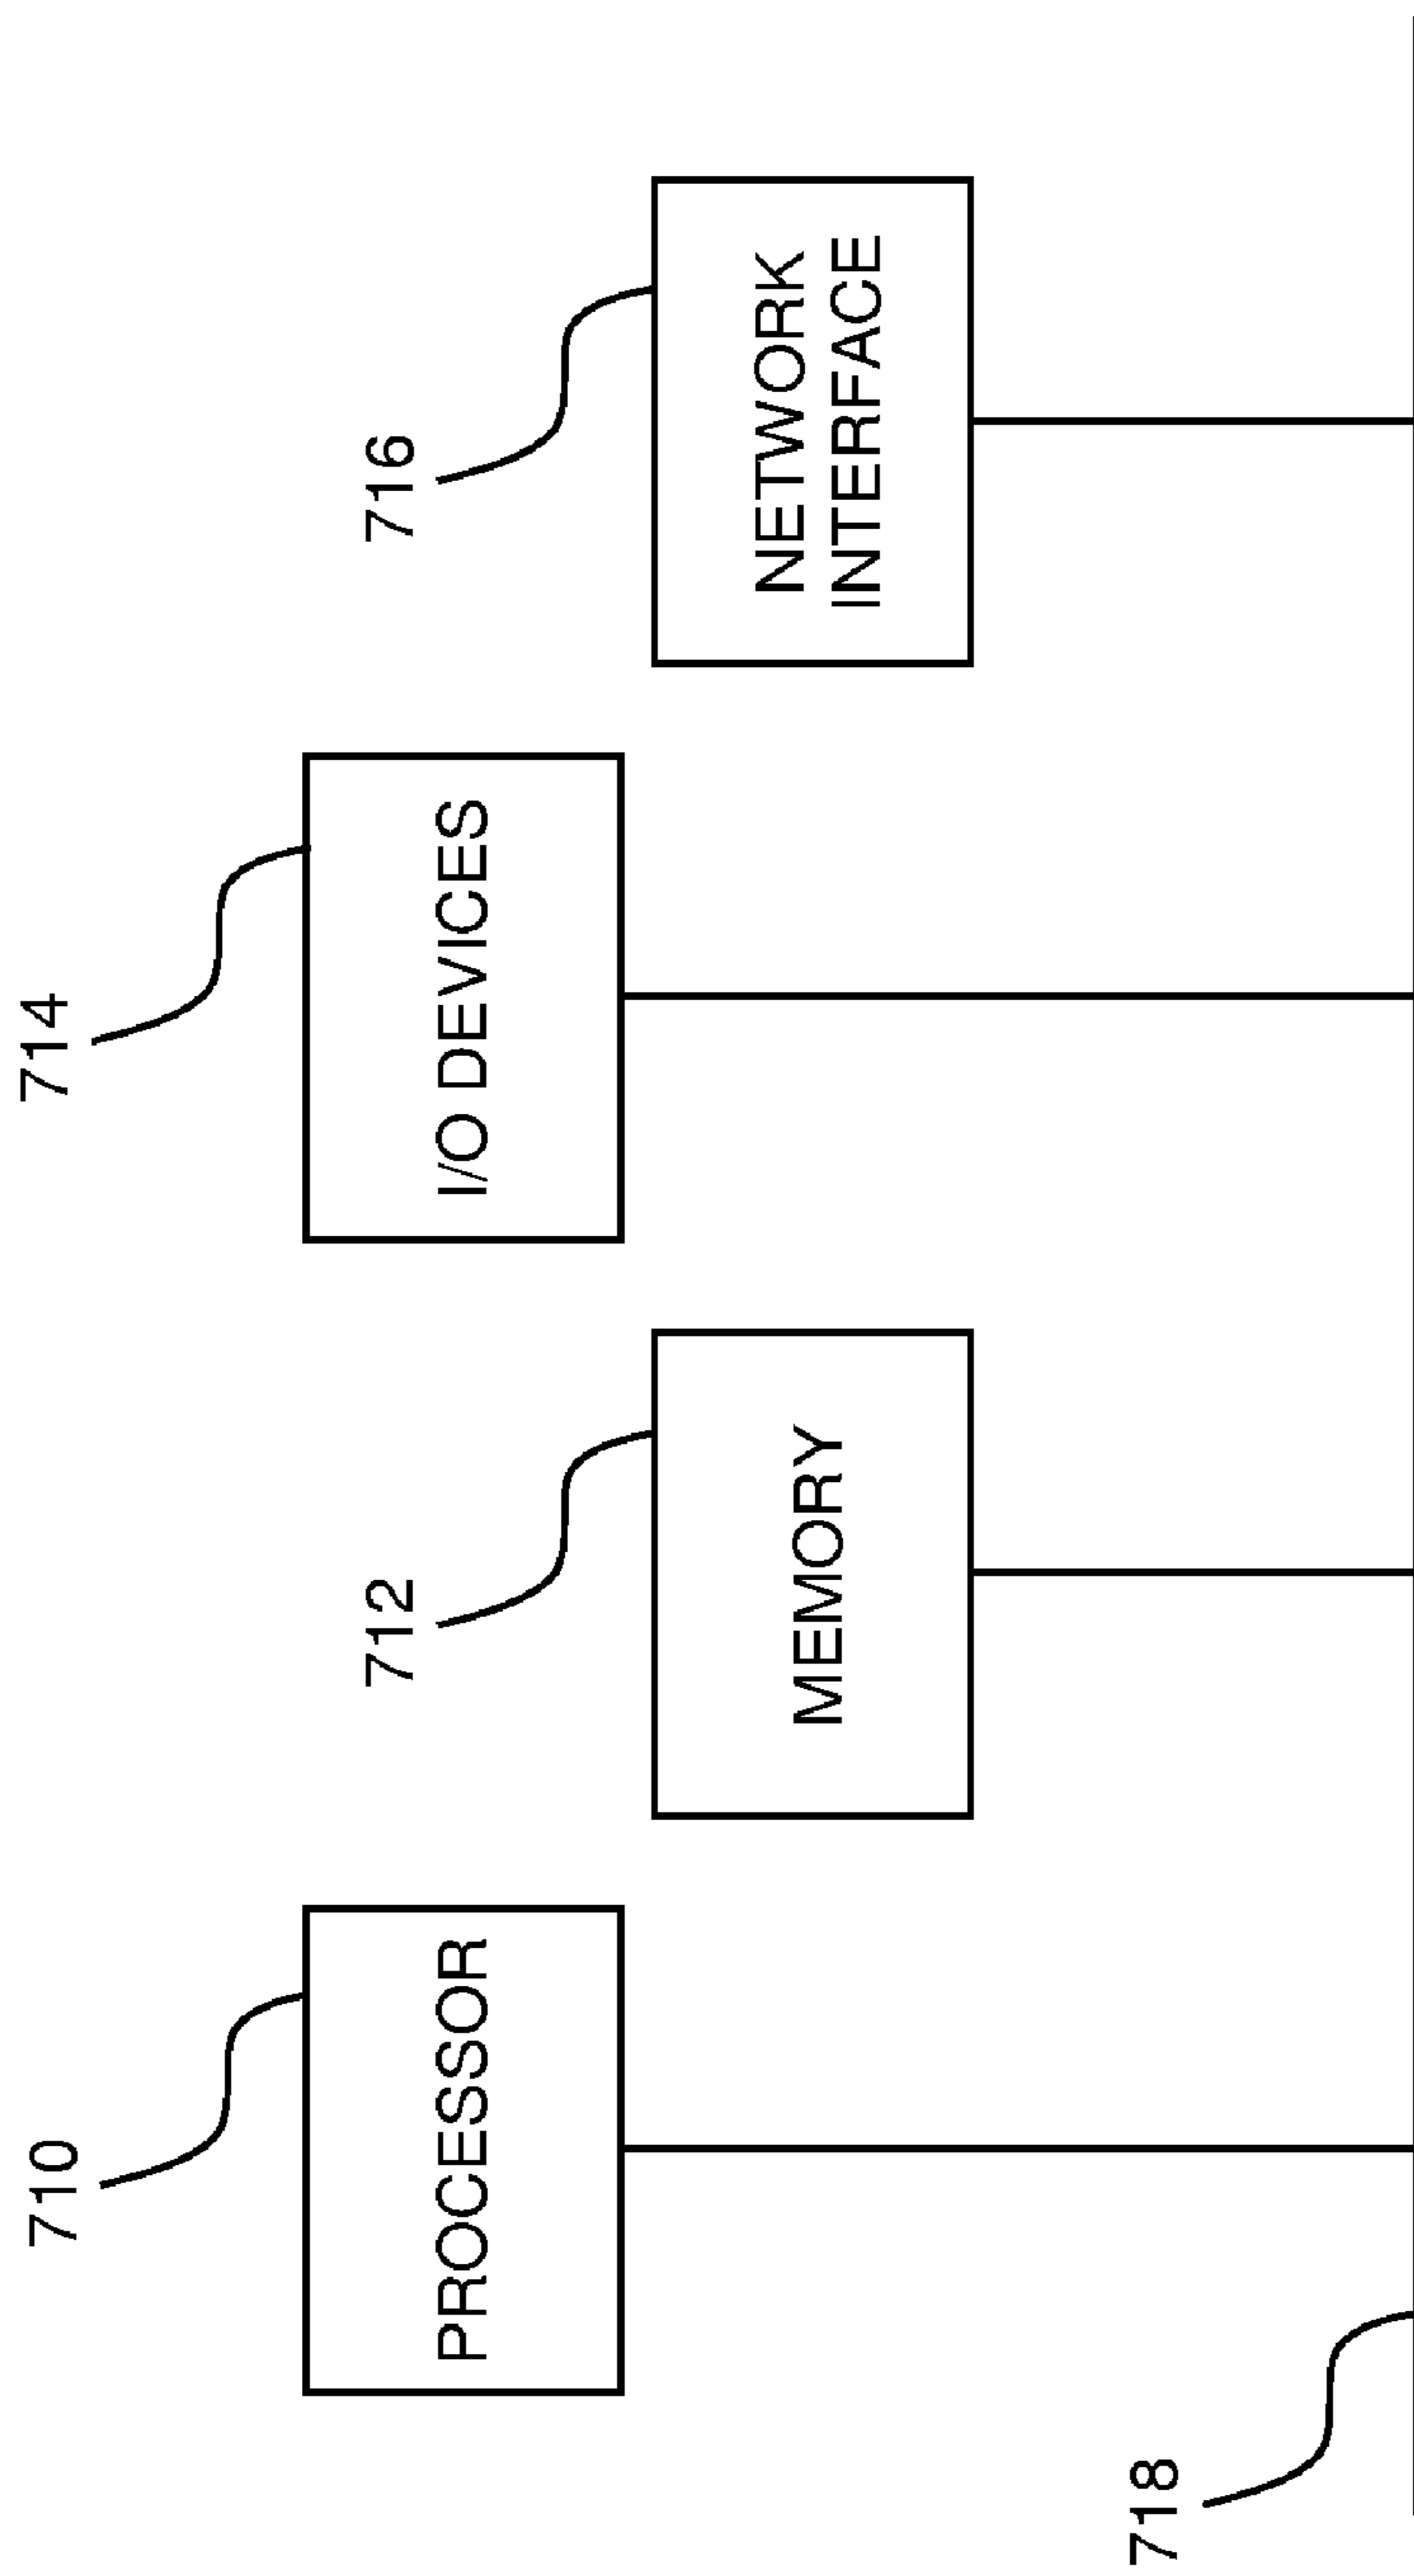 710
PROCESSOR
712
MEMORY
714
I/O DEVICES
716
NETWORK
INTERFACE
718